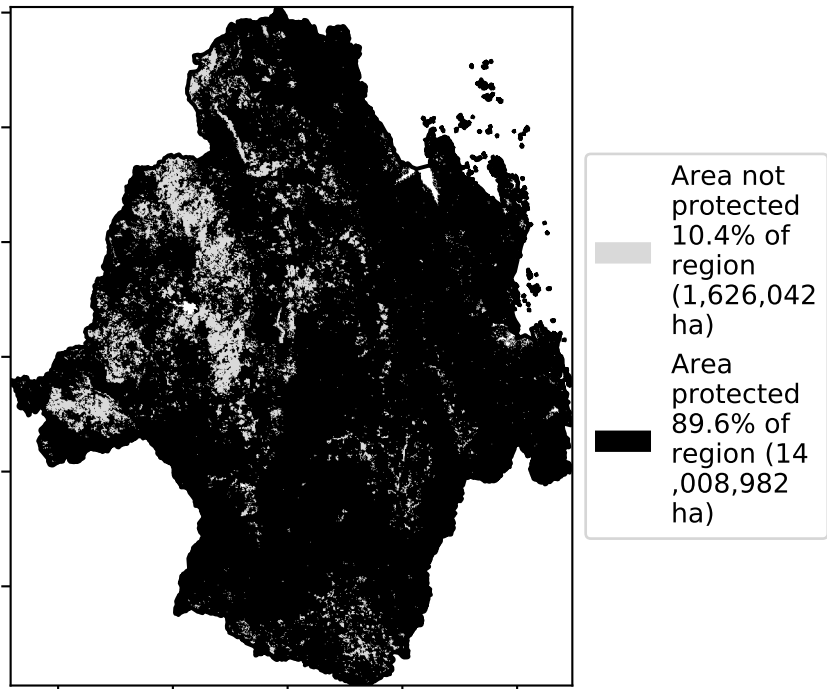 Area not
protected
10.4% of
region
(1,626,042
ha)
Area
protected
89.6% of
region (14
,008,982
ha)